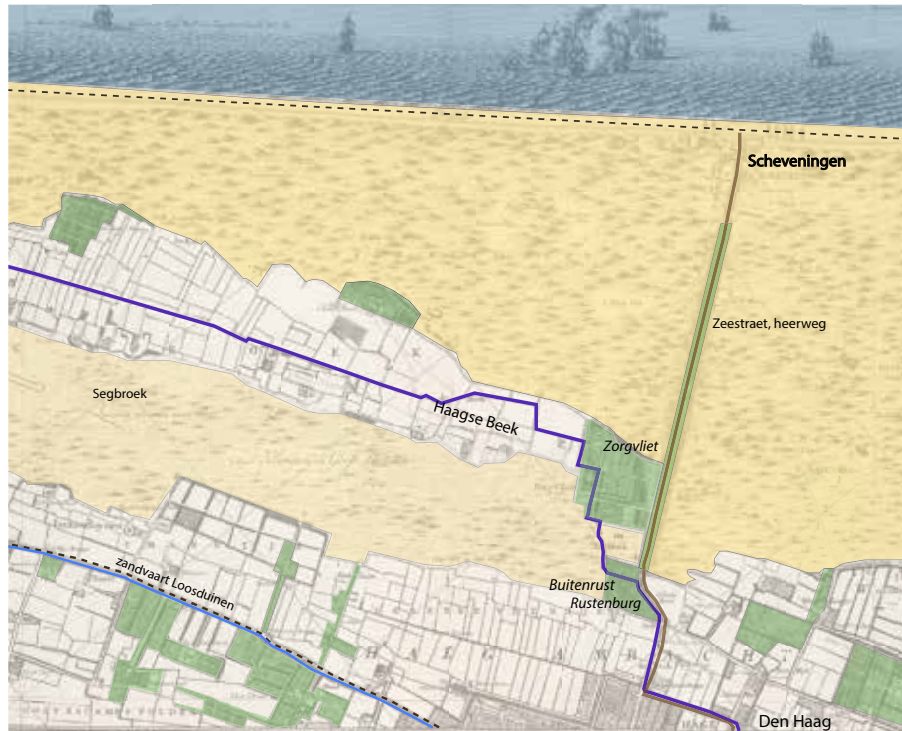 Scheveningen
Zeestraet, heerweg
Segbroek
Haagse Beek
Zorgvliet
zandvaart Loosduinen
Buitenrust
Rustenburg
Den Haag